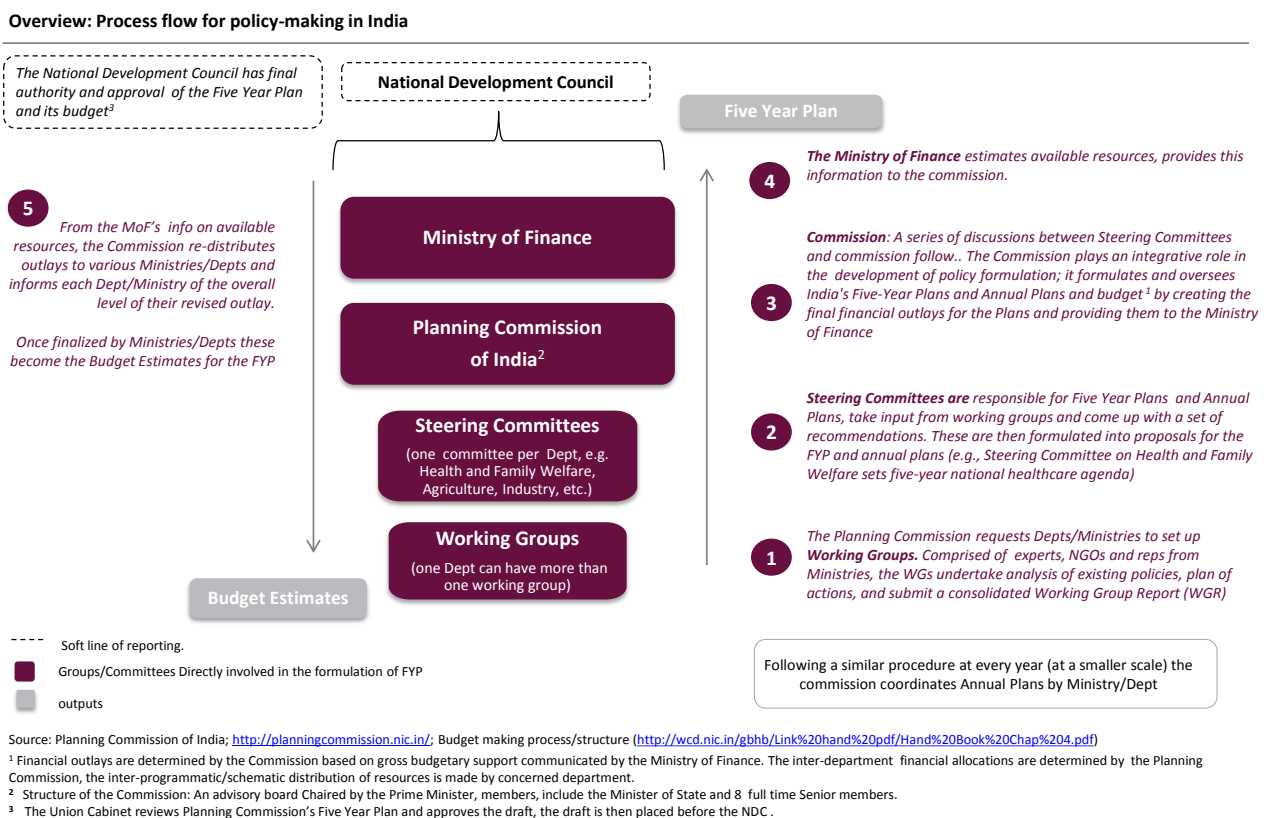 Overview: Process flow for policy-making in India
The National Development Council has final
authority and approval of the Five Year Plan
and its budget³
National Development Council
Five Year Plan
5
From the MoF's info on available
resources, the Commission re-distributes
outlays to various Ministries/Depts and
informs each Dept/Ministry of the overall
level of their revised outlay.
Once finalized by Ministries/Depts these
become the Budget Estimates for the FYP
Ministry of Finance
Planning Commission
of India²
Steering Committees
(one committee per Dept, e.g.
Health and Family Welfare,
Agriculture, Industry, etc.)
Working Groups
(one Dept can have more than
one working group)
Budget Estimates
4
The Ministry of Finance estimates available resources, provides this
information to the commission.
3
Commission: A series of discussions between Steering Committees
and commission follow.. The Commission plays an integrative role in
the development of policy formulation; it formulates and oversees
India's Five-Year Plans and Annual Plans and budget ¹ by creating the
final financial outlays for the Plans and providing them to the Ministry
of Finance
2
Steering Committees are responsible for Five Year Plans and Annual
Plans, take input from working groups and come up with a set of
recommendations. These are then formulated into proposals for the
FYP and annual plans (e.g., Steering Committee on Health and Family
Welfare sets five-year national healthcare agenda)
1
The Planning Commission requests Depts/Ministries to set up
Working Groups. Comprised of experts, NGOs and reps from
Ministries, the WGs undertake analysis of existing policies, plan of
actions, and submit a consolidated Working Group Report (WGR)
Soft line of reporting.
Groups/Committees Directly involved in the formulation of FYP
outputs
Following a similar procedure at every year (at a smaller scale) the
commission coordinates Annual Plans by Ministry/Dept
Source: Planning Commission of India; http://planningcommission.nic.in/; Budget making process/structure (http://wcd.nic.in/gbhb/Link%20hand%20pdf/Hand%20Book%20Chap%204.pdf)
¹ Financial outlays are determined by the Commission based on gross budgetary support communicated by the Ministry of Finance. The inter-department financial allocations are determined by the Planning
Commission, the inter-programmatic/schematic distribution of resources is made by concerned department.
² Structure of the Commission: An advisory board Chaired by the Prime Minister, members, include the Minister of State and 8 full time Senior members.
³ The Union Cabinet reviews Planning Commission's Five Year Plan and approves the draft, the draft is then placed before the NDC .